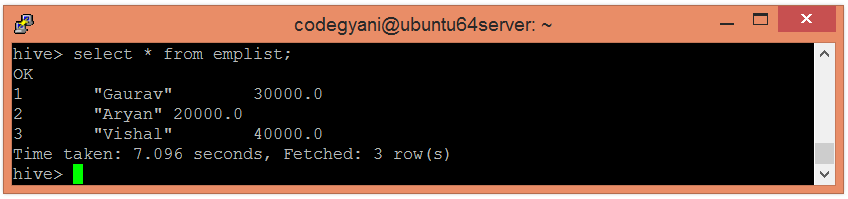 codegyani@ubuntu64server: ~
hive> select * from emplist;
OK
1       "Gaurav"        30000.0
2       "Aryan" 20000.0
3       "Vishal"        40000.0
Time taken: 7.096 seconds, Fetched: 3 row(s)
hive>